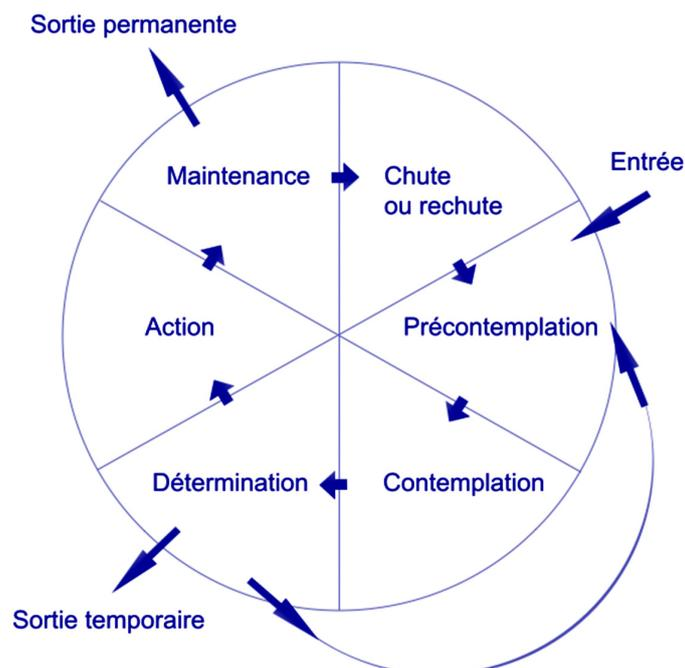 Sortie permanente
Entrée
Maintenance
Chute
ou rechute
Action
Précontemplation
Détermination
Contemplation
Sortie temporaire